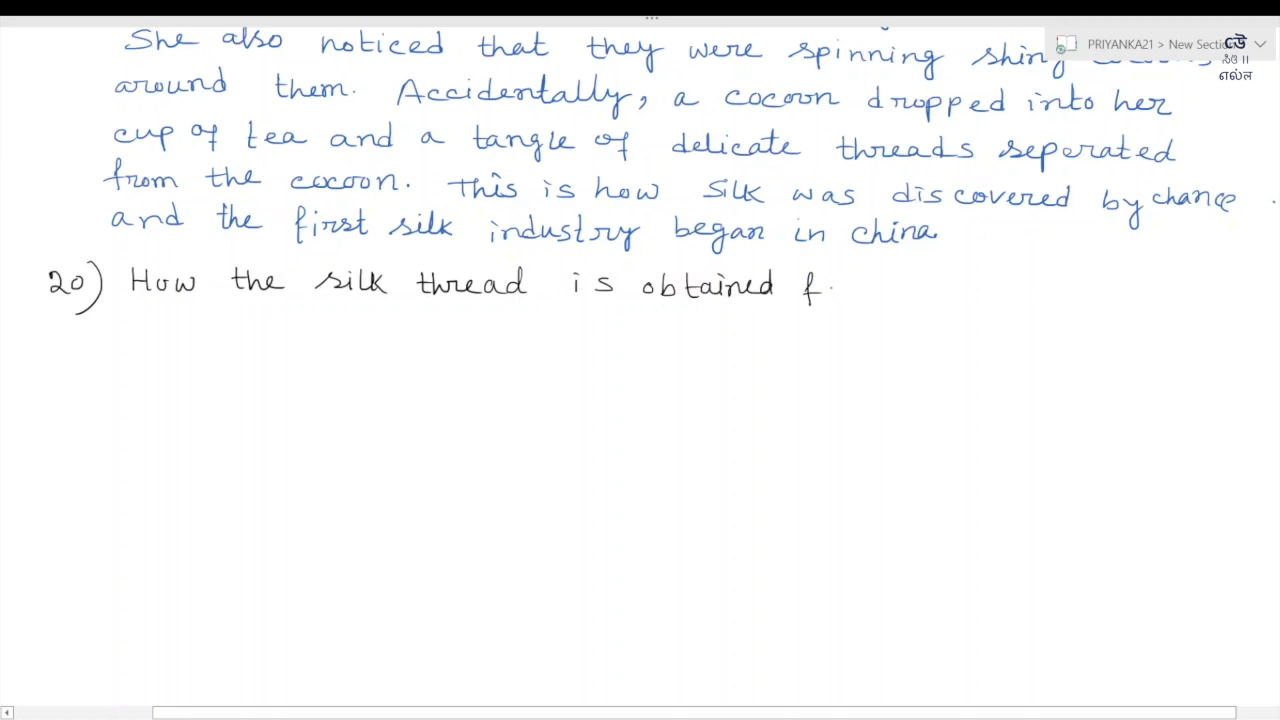 PRIYANKA21 > New Section
She also noticed that they were spinning shing
around them. Accidentally, a cocoon dropped into her
cup of tea and a tangle of delicate threads seperated
from the cocoon. This is how silk was discovered by chance.
and the first silk industry began in china
20) How the silk thread is obtained f